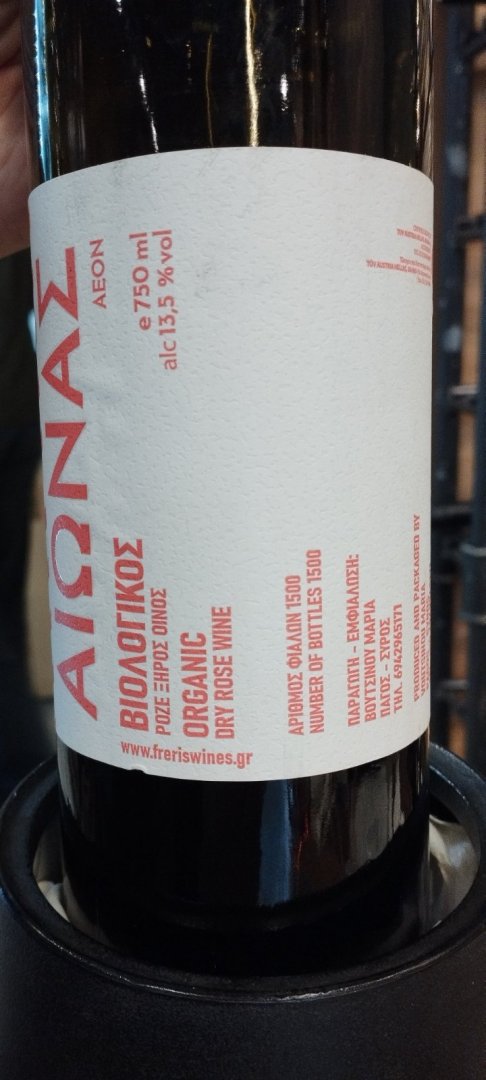 ΑΙΩΝΑΣ
AEON
e 750 ml
alc 13,5 % vol
ΒΙΟΛΟΓΙΚΟΣ
ΡΟΖΕ ΞΗΡΟΣ ΟΙΝΟΣ
ORGANIC
DRY ROSE WINE
www.freriswines.gr
ΑΡΙΘΜΟΣ ΦΙΑΛΩΝ 1500
NUMBER OF BOTTLES 1500
ΠΑΡΑΓΩΓΗ - ΕΜΦΙΑΛΩΣΗ:
ΒΟΥΤΣΙΝΟΥ ΜΑΡΙΑ
ΠΑΓΟΣ - ΣΥΡΟΣ
ΤΗΛ. 6942965171
PRODUCED AND PACKAGED BY